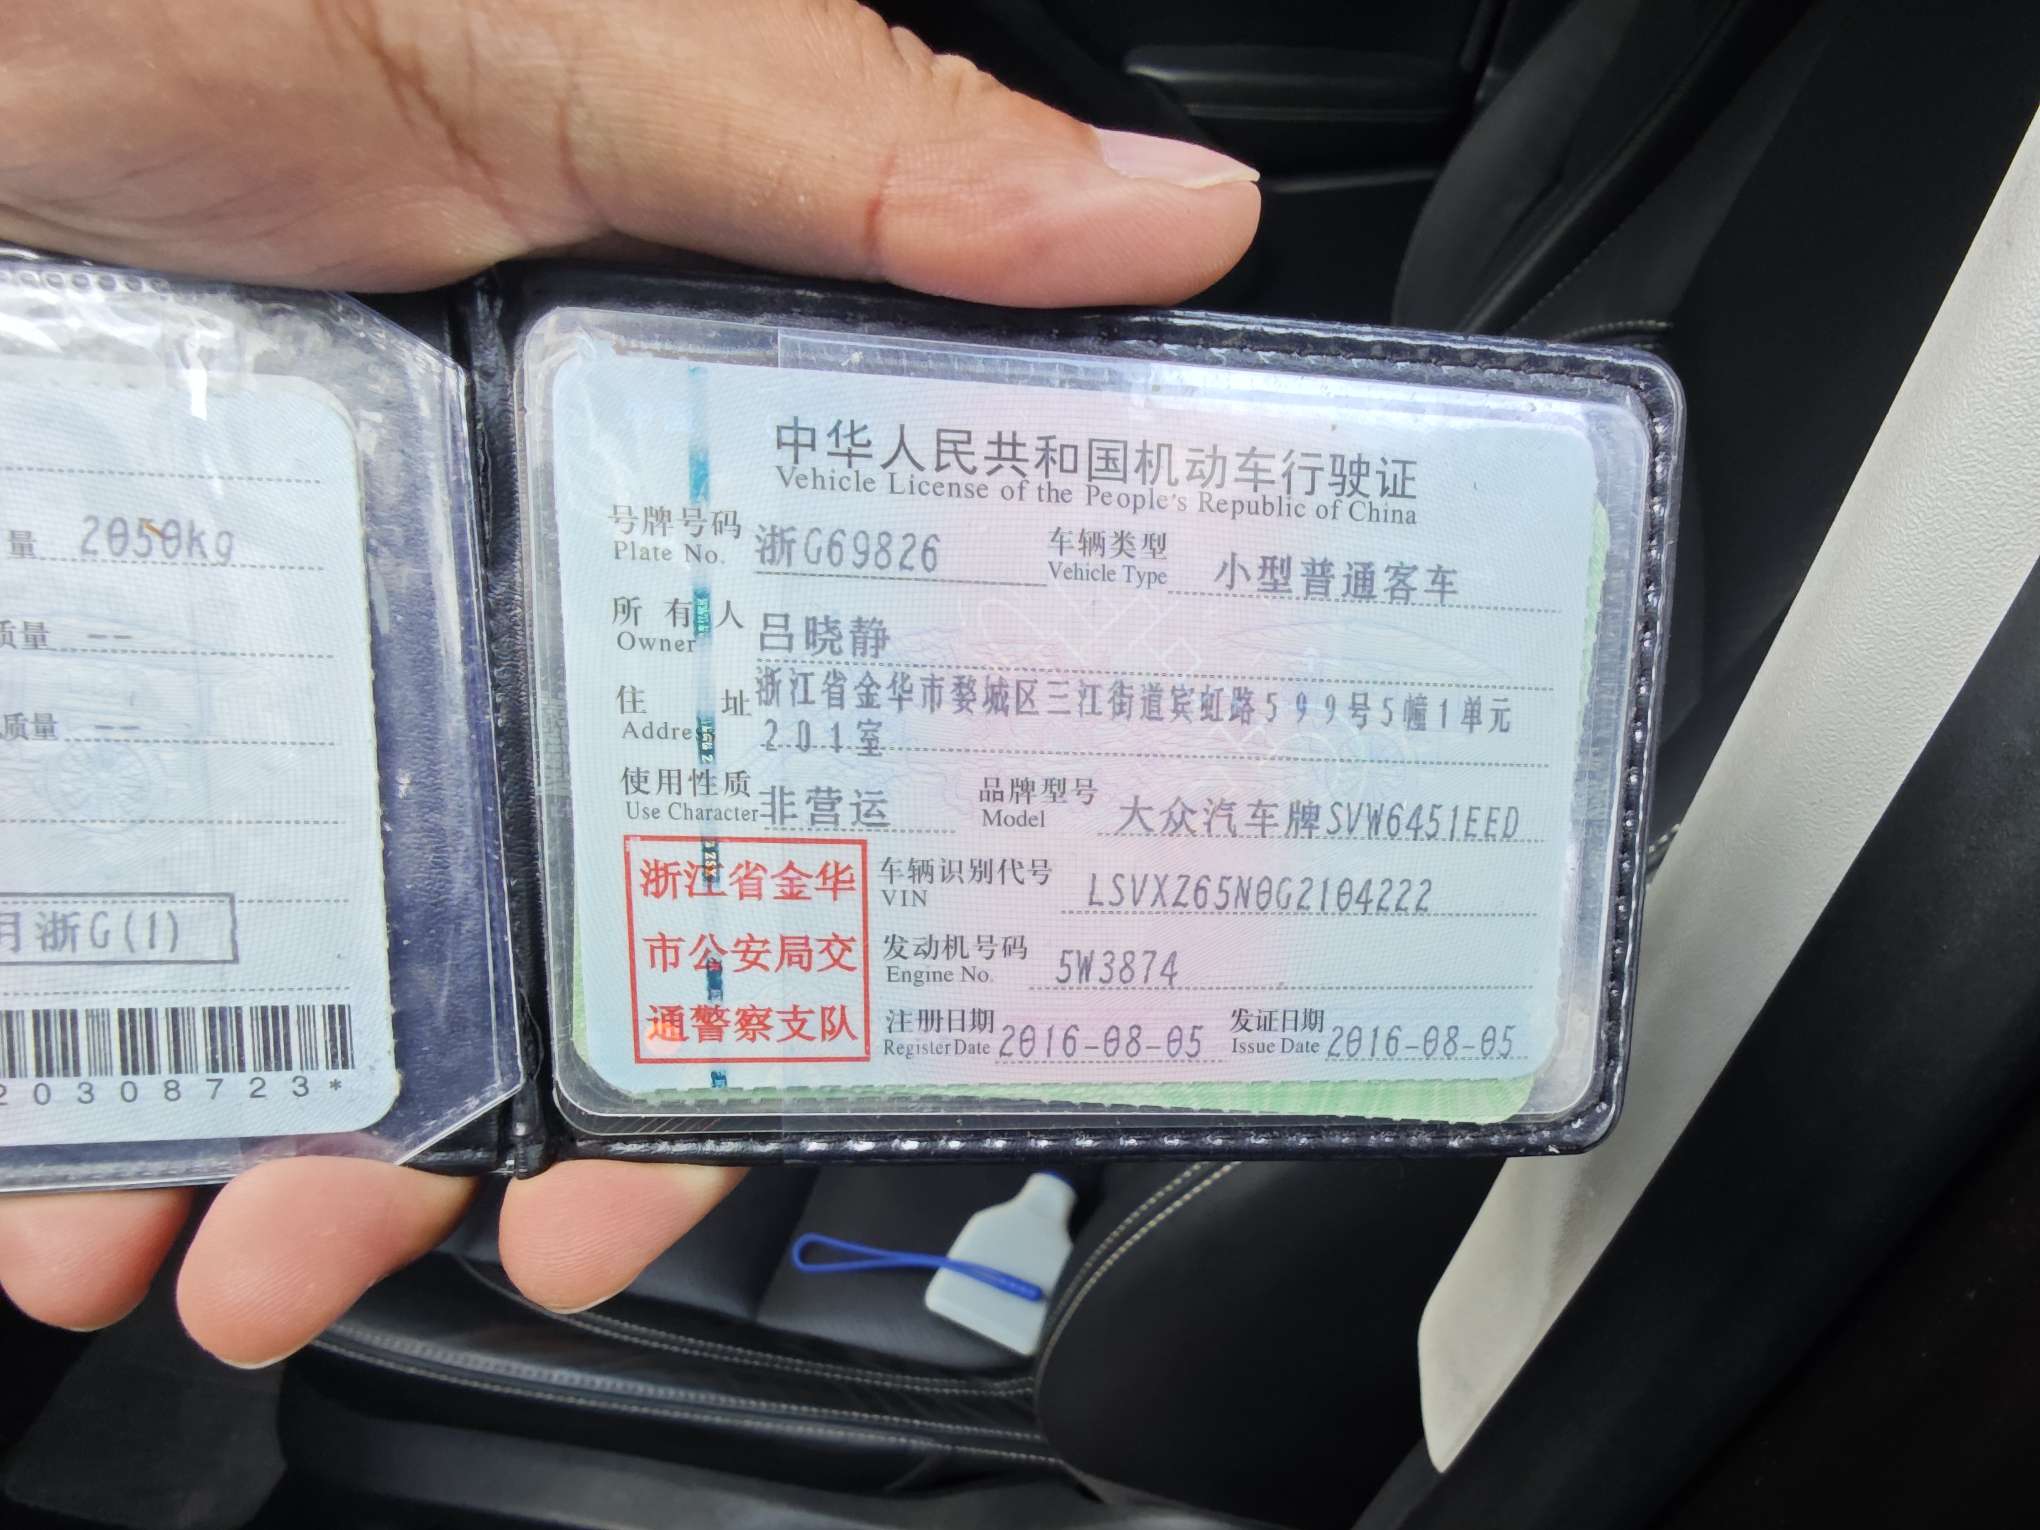 量 2050kg
质量 --
质量 --
月浙G(1)
20308723*
中华人民共和国机动车行驶证
Vehicle License of the People's Republic of China
号牌号码 浙G69826 车辆类型 小型普通客车
Plate No. Vehicle Type
所有人 吕晓静
Owner
住址 浙江省金华市婺城区三江街道宾虹路599号5幢1单元
Addre 201室
使用性质 非营运 品牌型号 大众汽车牌SVW6451EED
Use Character Model
浙江省金华
市公安局交
通警察支队
车辆识别代号 LSVXZ65N0G2104222
VIN
发动机号码 5W3874
Engine No.
注册日期 2016-08-05 发证日期 2016-08-05
Register Date Issue Date